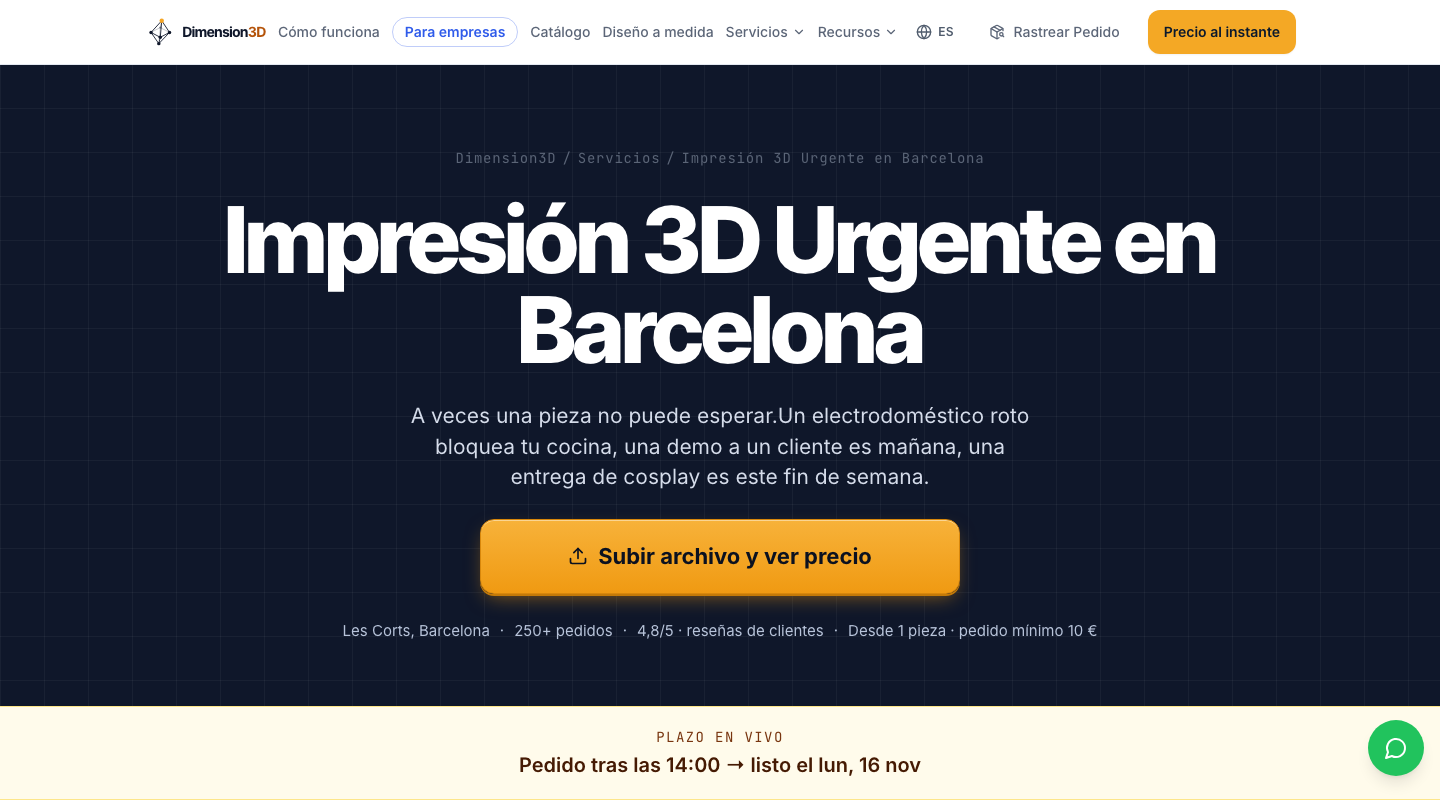 Dimension3D
Cómo funciona
Para empresas
Catálogo
Diseño a medida
Servicios
Recursos
ES
Rastrear Pedido
Precio al instante
Dimension3D / Servicios / Impresión 3D Urgente en Barcelona
Impresión 3D Urgente en
Barcelona
A veces una pieza no puede esperar.Un electrodoméstico roto
bloquea tu cocina, una demo a un cliente es mañana, una
entrega de cosplay es este fin de semana.
Subir archivo y ver precio
Les Corts, Barcelona · 250+ pedidos · 4,8/5 · reseñas de clientes · Desde 1 pieza · pedido mínimo 10 €
PLAZO EN VIVO
Pedido tras las 14:00 → listo el lun, 16 nov